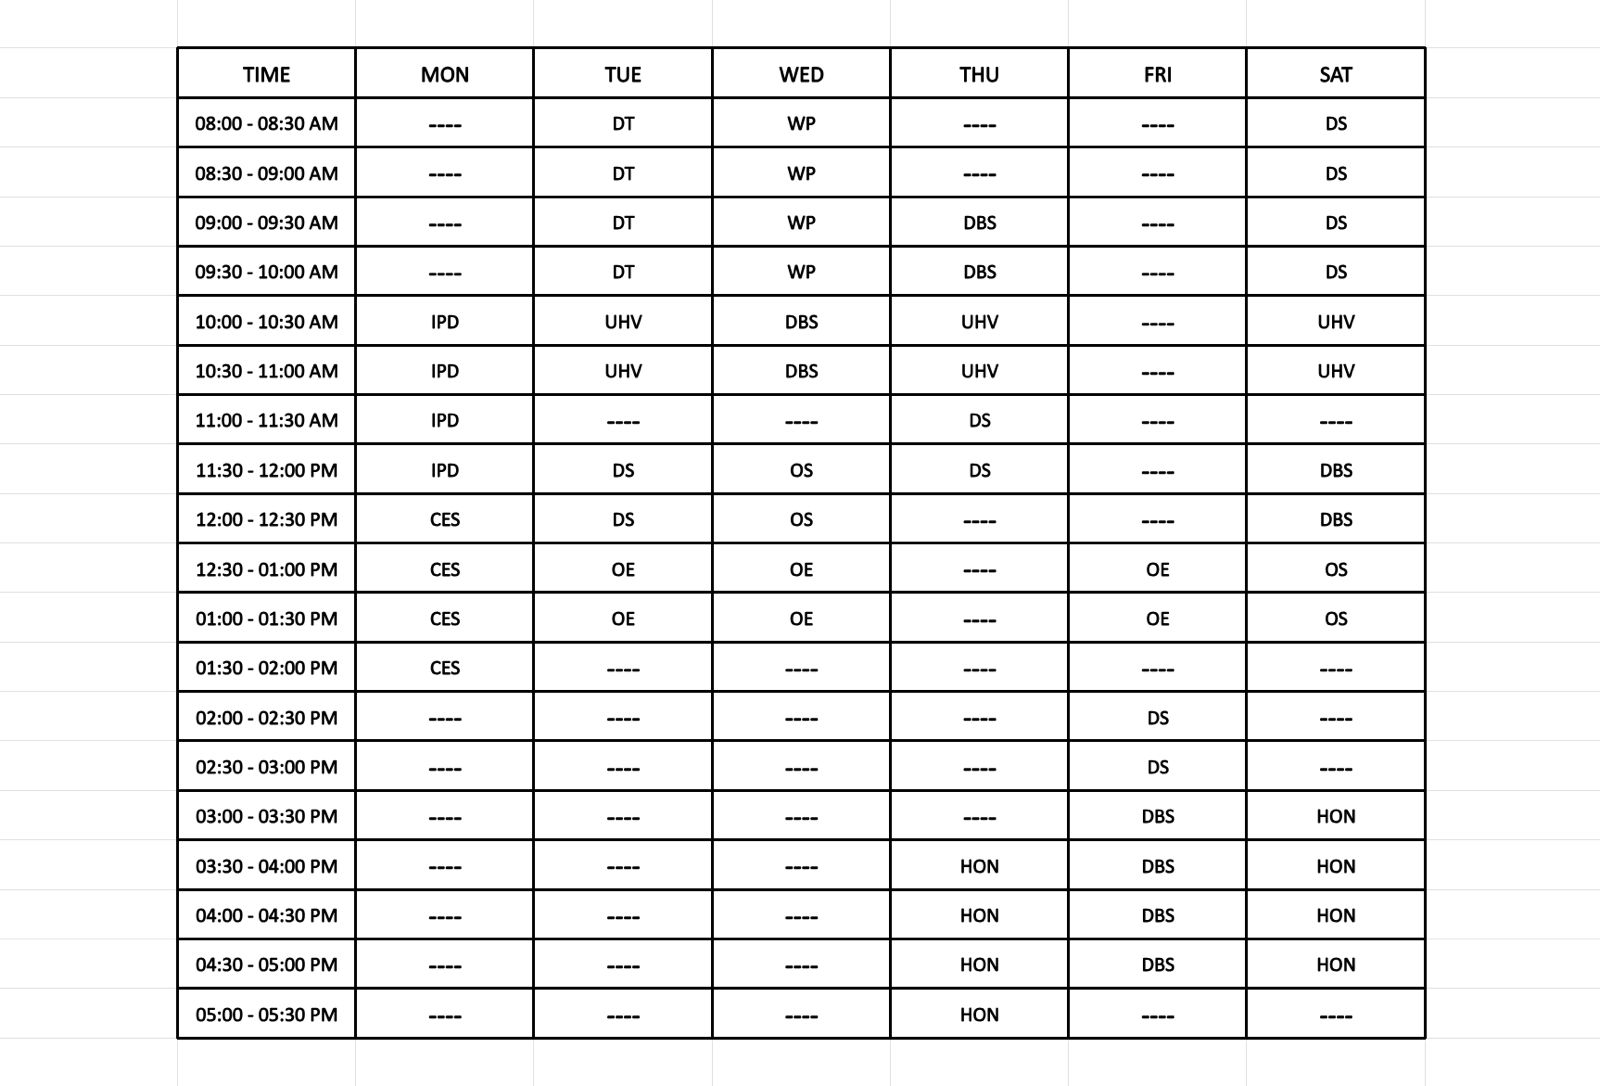 TIME MON TUE WED THU FRI SAT
08:00 - 08:30 AM ---- DT WP ---- ---- DS
08:30 - 09:00 AM ---- DT WP ---- ---- DS
09:00 - 09:30 AM ---- DT WP DBS ---- DS
09:30 - 10:00 AM ---- DT WP DBS ---- DS
10:00 - 10:30 AM IPD UHV DBS UHV ---- UHV
10:30 - 11:00 AM IPD UHV DBS UHV ---- UHV
11:00 - 11:30 AM IPD ---- ---- DS ---- ----
11:30 - 12:00 PM IPD DS OS DS ---- DBS
12:00 - 12:30 PM CES DS OS ---- ---- DBS
12:30 - 01:00 PM CES OE OE ---- OE OS
01:00 - 01:30 PM CES OE OE ---- OE OS
01:30 - 02:00 PM CES ---- ---- ---- ---- ----
02:00 - 02:30 PM ---- ---- ---- ---- DS ----
02:30 - 03:00 PM ---- ---- ---- ---- DS ----
03:00 - 03:30 PM ---- ---- ---- ---- DBS HON
03:30 - 04:00 PM ---- ---- ---- HON DBS HON
04:00 - 04:30 PM ---- ---- ---- HON DBS HON
04:30 - 05:00 PM ---- ---- ---- HON DBS HON
05:00 - 05:30 PM ---- ---- ---- HON ---- ----